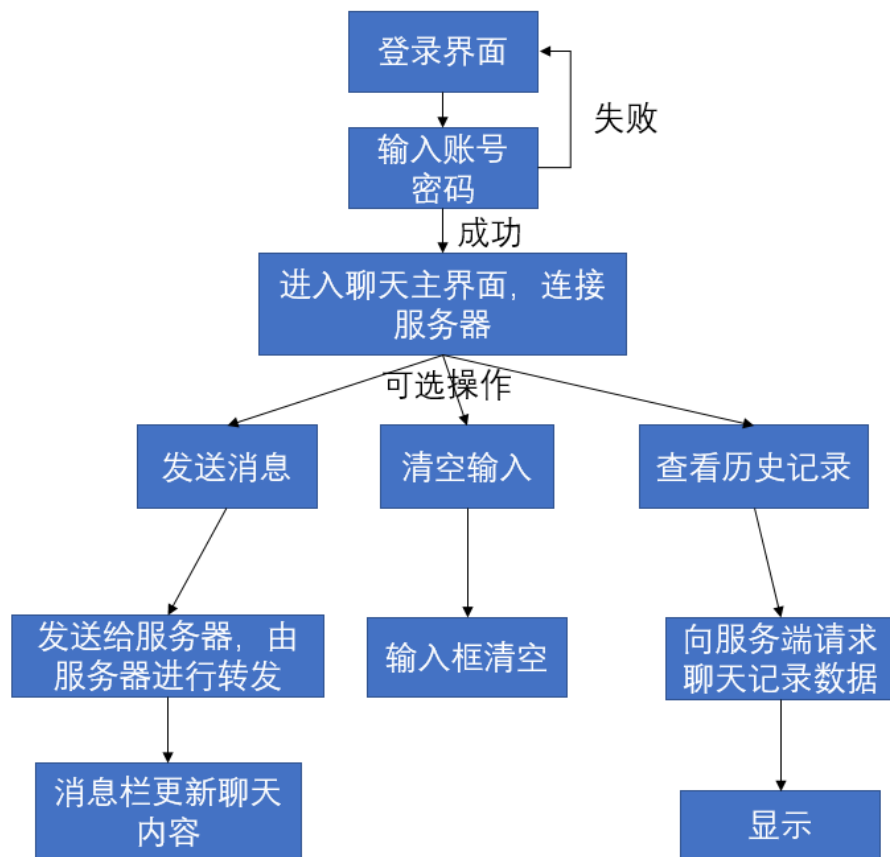 登录界面
失败
输入账号
密码
成功
进入聊天主界面，连接
服务器
可选操作
发送消息
清空输入
查看历史记录
发送给服务器，由
服务器进行转发
输入框清空
向服务端请求
聊天记录数据
消息栏更新聊天
内容
显示